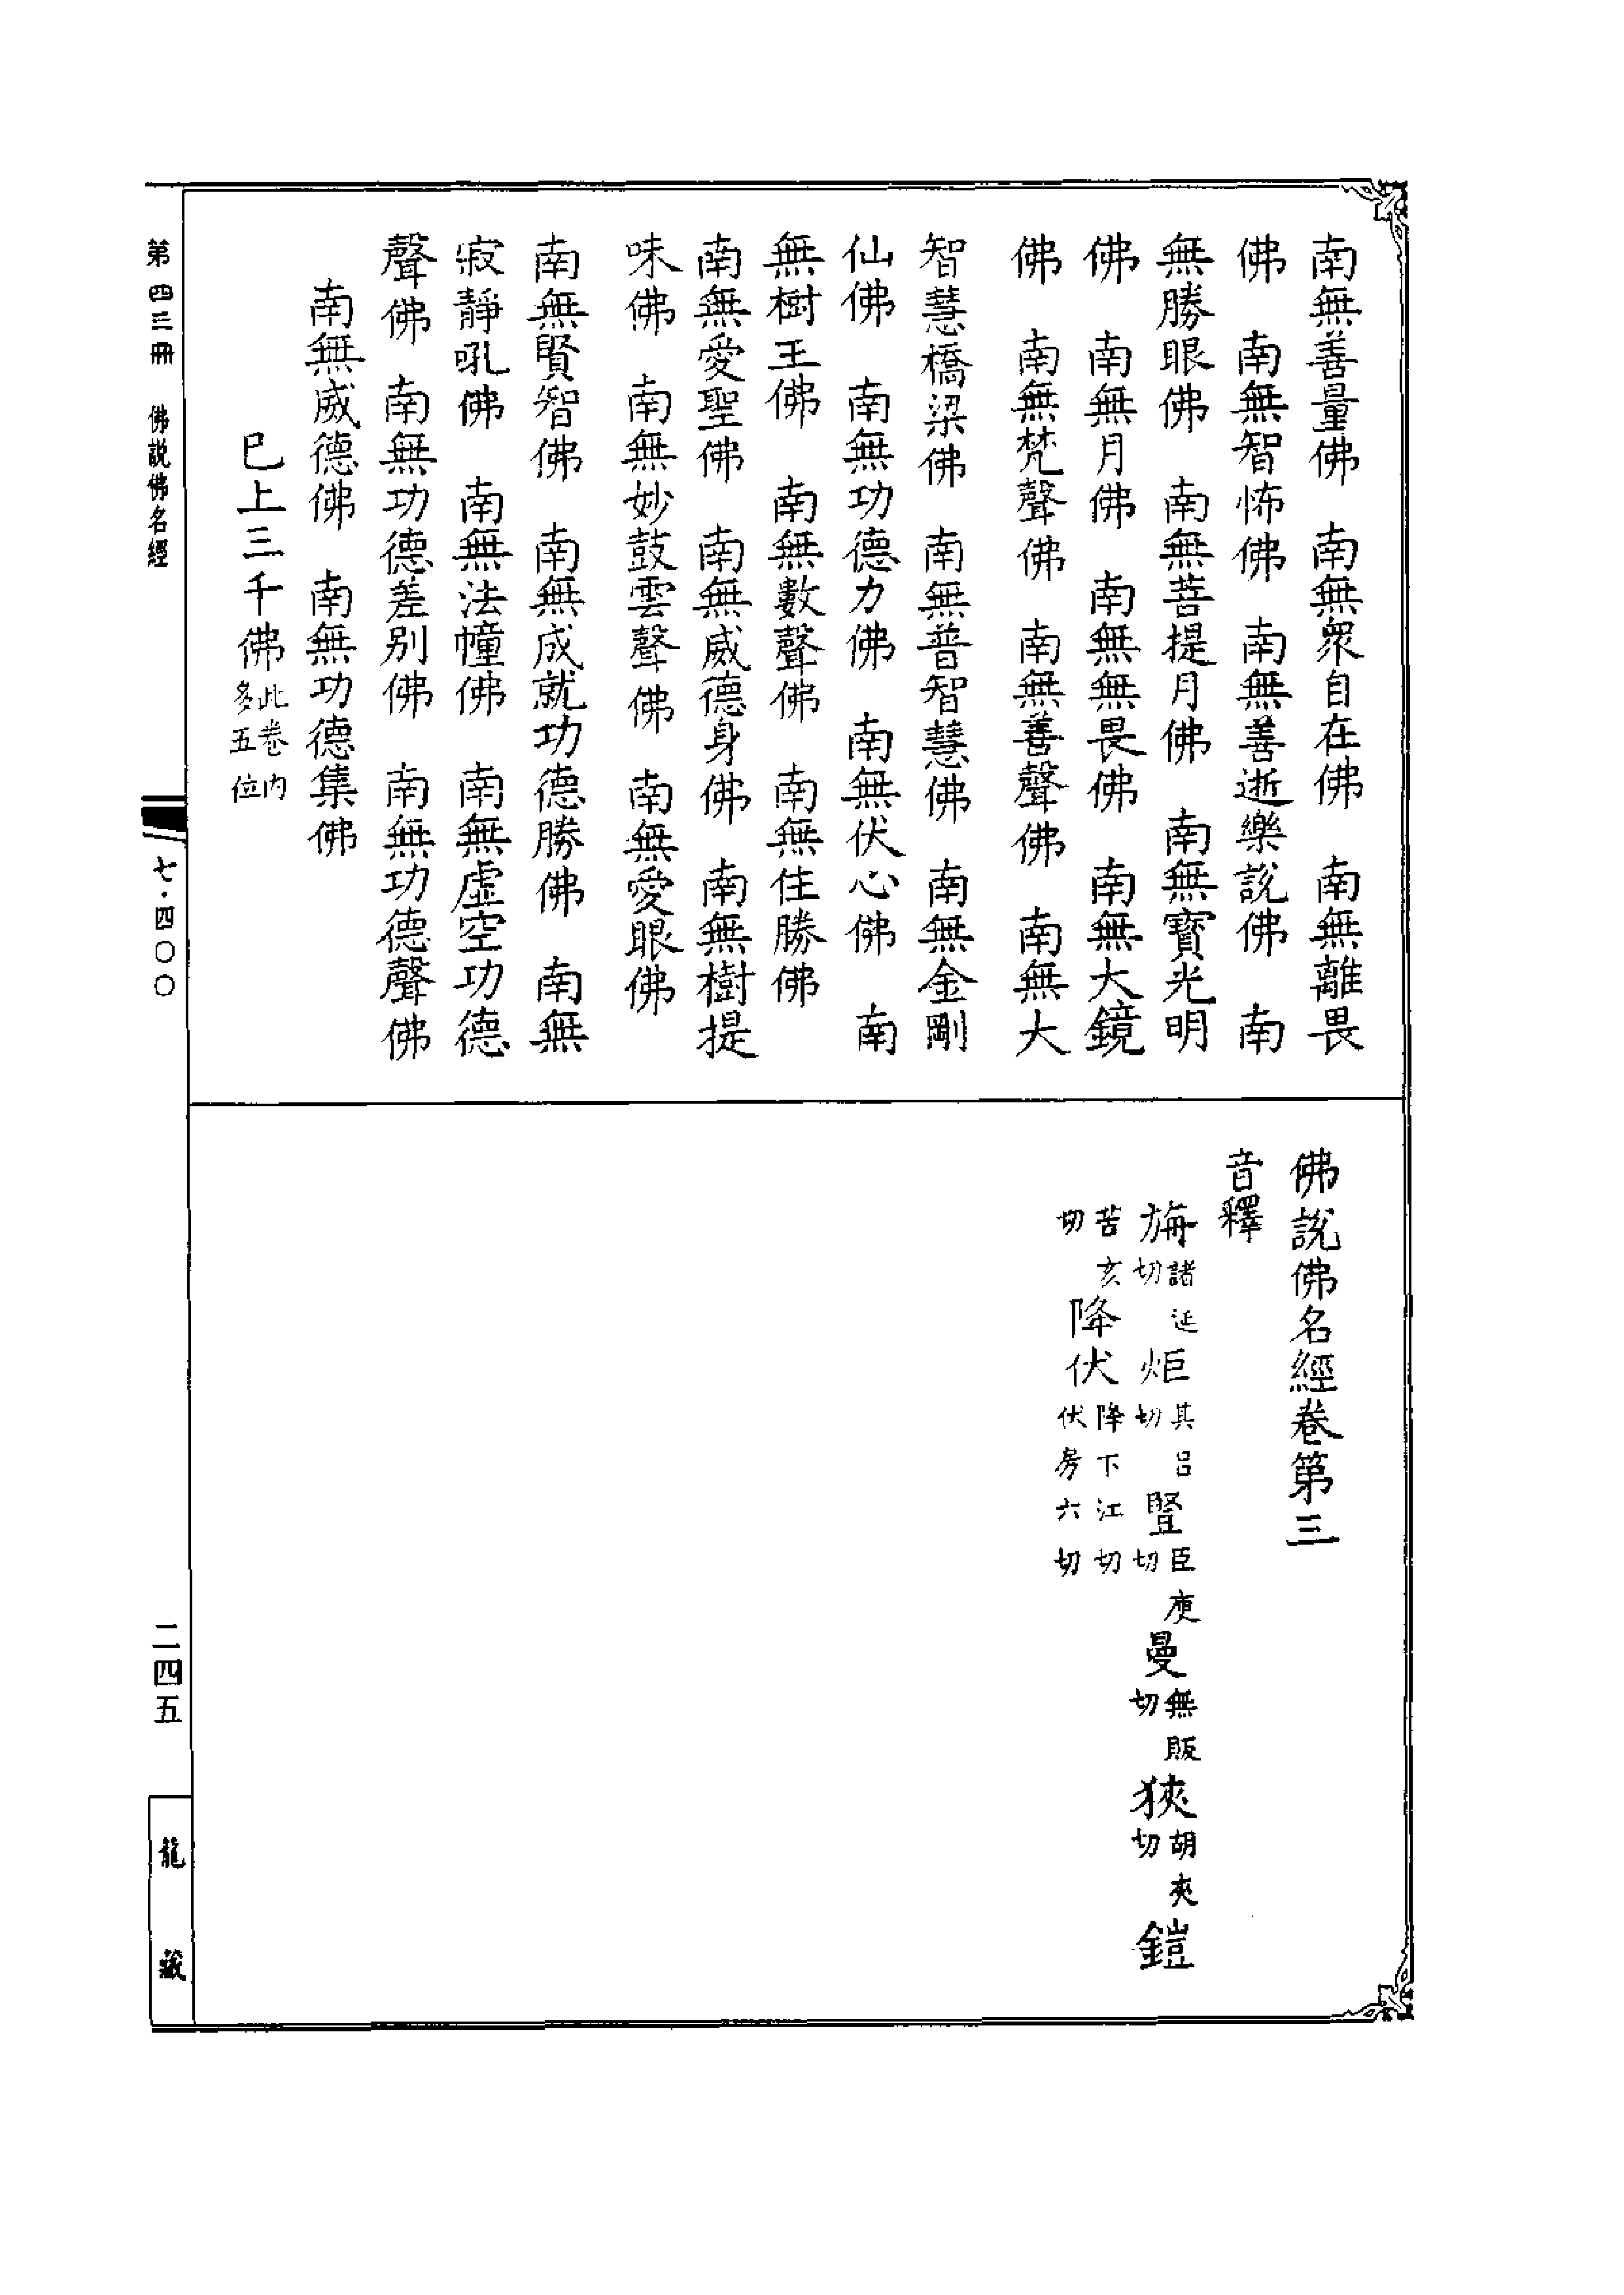 南無善量佛　南無眾自在佛　南無離畏
佛　南無智怖佛　南無善逝樂說佛　南
無勝眼佛　南無菩提月佛　南無寶光明
佛　南無月佛　南無無畏佛　南無大鏡
佛　南無梵聲佛　南無善聲佛　南無大
智慧橋梁佛　南無普智慧佛　南無金剛
仙佛　南無功德力佛　南無伏心佛　南
無樹王佛　南無數聲佛　南無住勝佛
南無愛聖佛　南無威德身佛　南無樹提
味佛　南無妙鼓雲聲佛　南無愛眼佛
南無賢智佛　南無成就功德勝佛　南無
寂靜吼佛　南無法幢佛　南無虛空功德
聲佛　南無功德差別佛　南無功德聲佛
南無威德佛　南無功德集佛
已上三千佛此卷內多五位
佛說佛名經卷第三
音釋
旃諸延切炬其呂切豎臣庾切曼無販切狹胡夾切鎧
苦亥切降伏降下江切伏房六切
第四三冊　佛說佛名經
七·四〇〇
二四五
龍藏